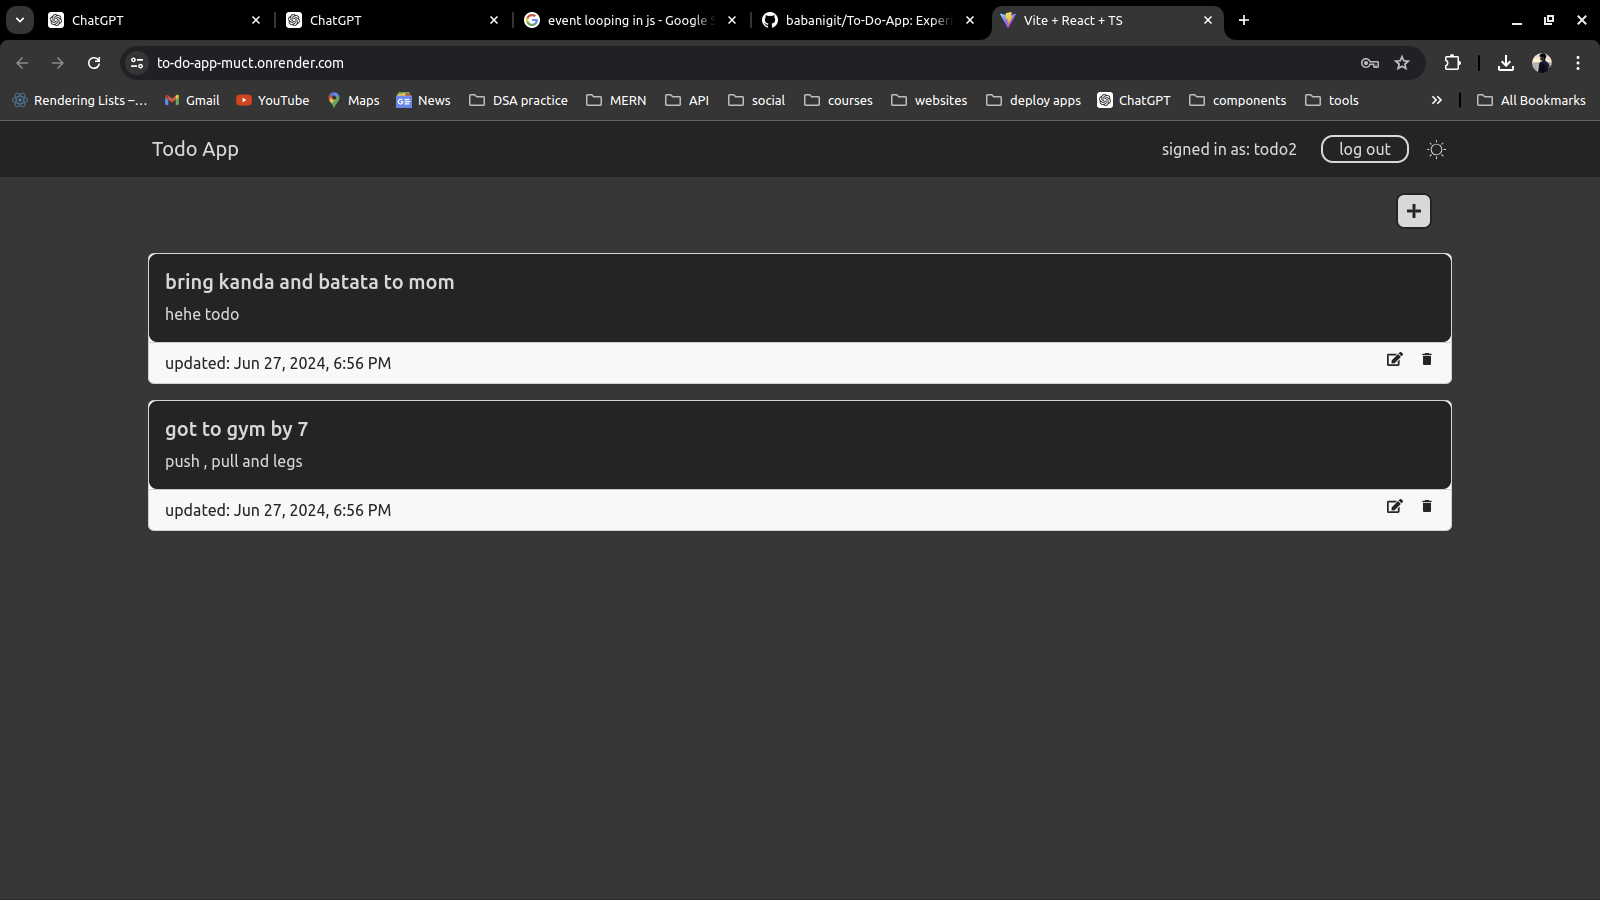 ChatGPT
ChatGPT
event looping in js - Google S
babanigit/To-Do-App: Experi
Vite + React + TS
to-do-app-muct.onrender.com
Rendering Lists –... Gmail YouTube Maps News DSA practice MERN API social courses websites deploy apps ChatGPT components tools All Bookmarks
Todo App
signed in as: todo2
log out
bring kanda and batata to mom
hehe todo
updated: Jun 27, 2024, 6:56 PM
got to gym by 7
push , pull and legs
updated: Jun 27, 2024, 6:56 PM